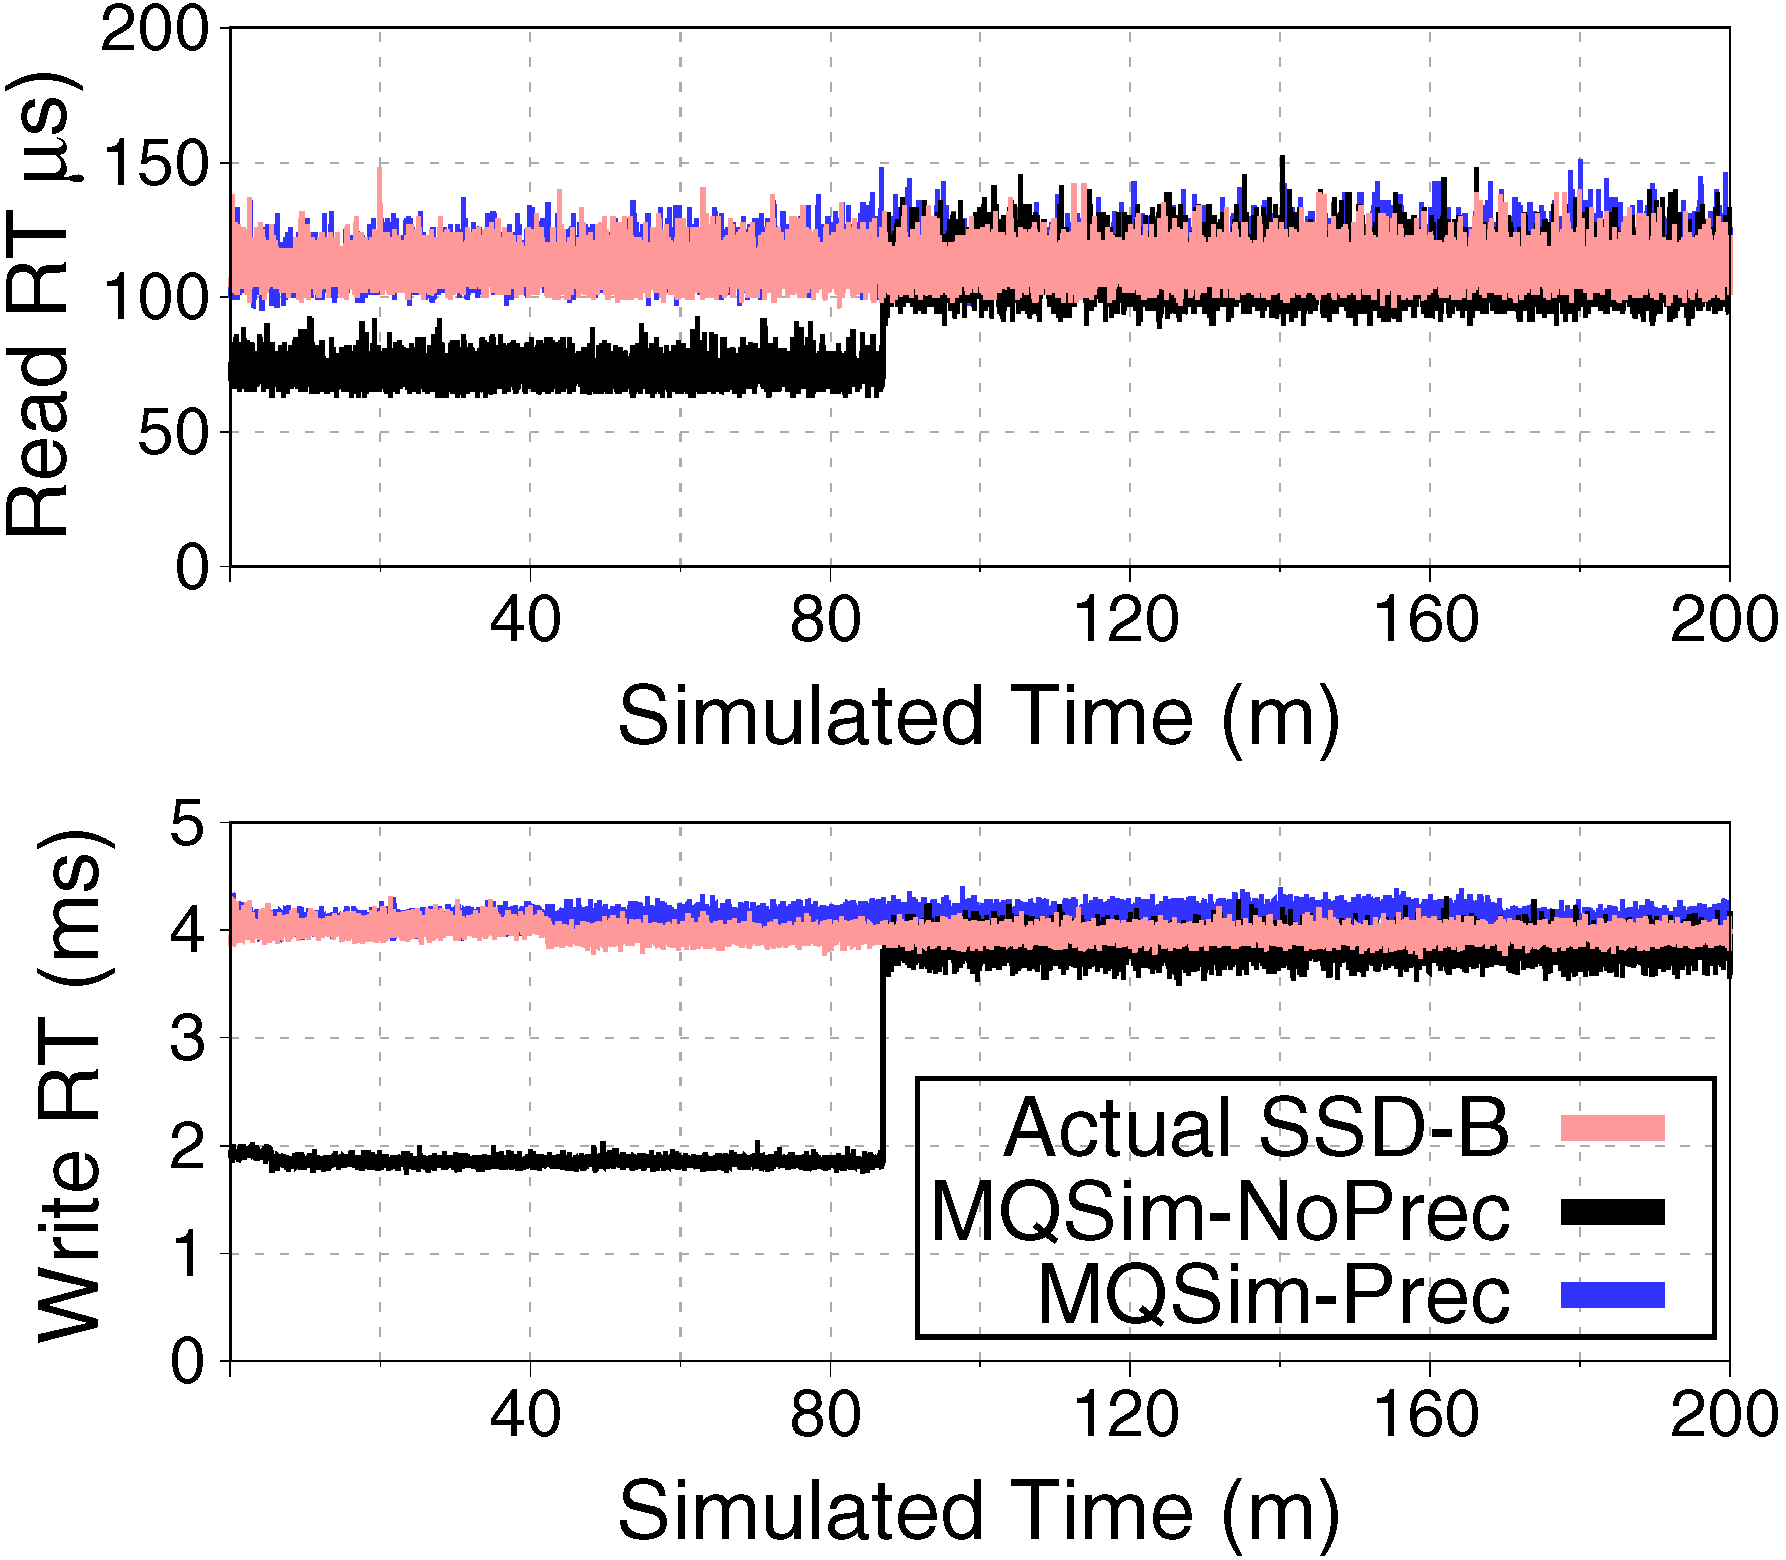 200
150
100
50
0
Read RT µs)
40 80 120 160 200
Simulated Time (m)
5
4
3
2
1
0
Write RT (ms)
Actual SSD-B
MQSim-NoPrec
MQSim-Prec
40 80 120 160 200
Simulated Time (m)